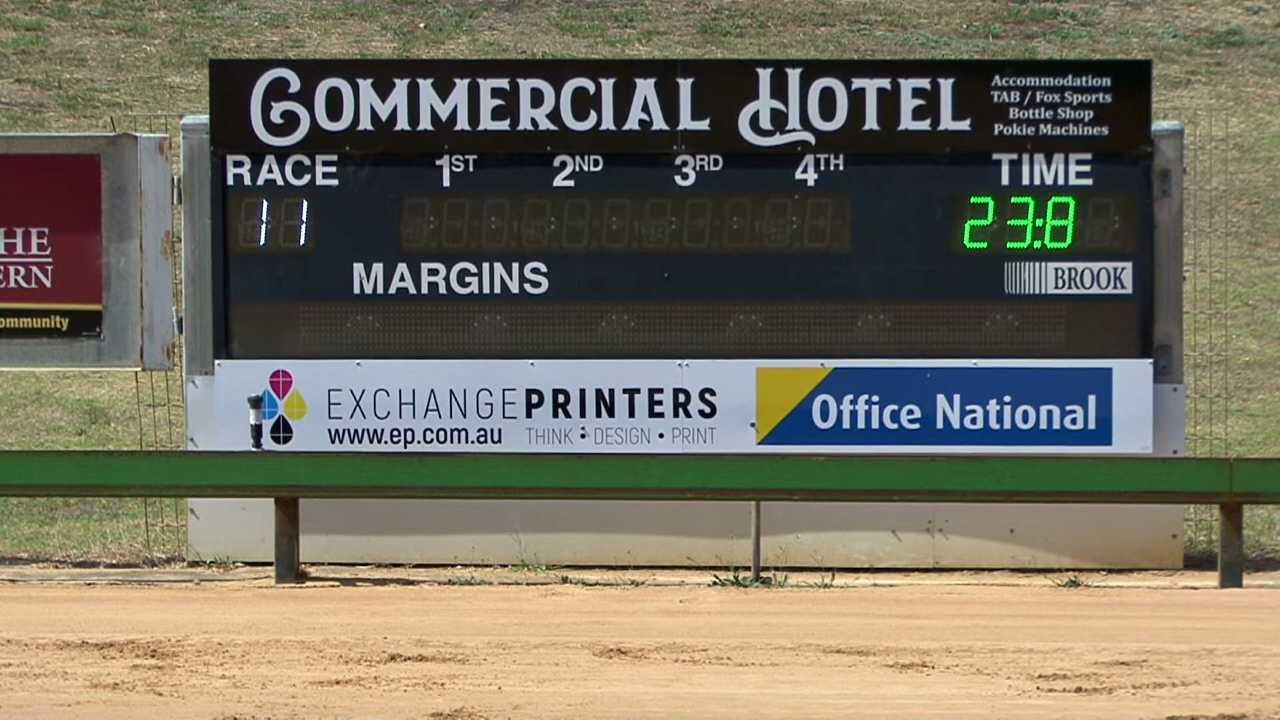 COMMERCIAL HOTEL
Accommodation
TAB / Fox Sports
Bottle Shop
Pokie Machines
RACE 1ST 2ND 3RD 4TH TIME
11 23:8
MARGINS
BROOK
HE
ERN
ommunity
EXCHANGEPRINTERS
www.ep.com.au THINK • DESIGN • PRINT
Office National